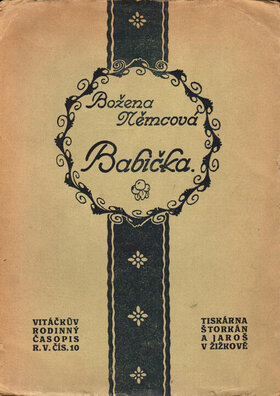 Božena
Němcová
Babička.
VITÁČKŮV
RODINNÝ
ČASOPIS
R. V. ČÍS. 10
TISKÁRNA
ŠTORKÁN
A JAROŠ
V ŽIŽKOVĚ